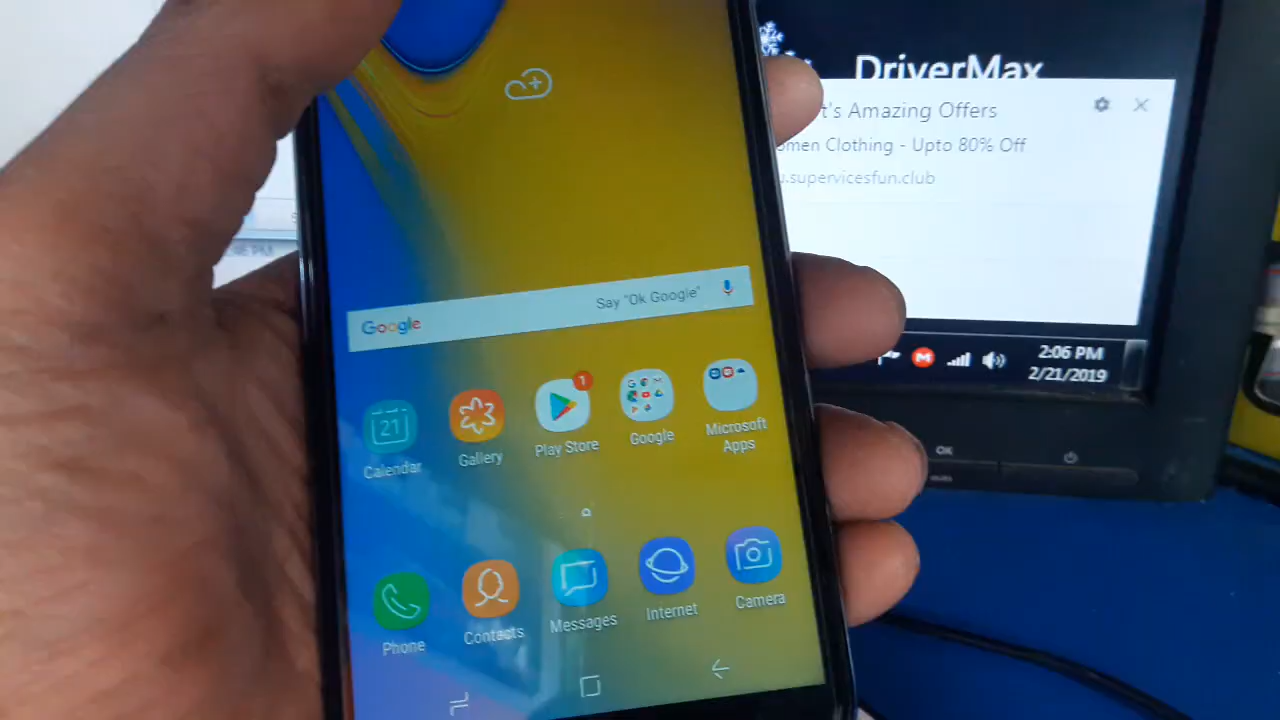 DriverMax
t's Amazing Offers
omen Clothing - Upto 80% Off
.supervicesfun.club
Google
Say "Ok Google"
21
1
Calendar
Gallery
Play Store
Google
Microsoft
Apps
Phone
Contacts
Messages
Internet
Camera
M
2:06 PM
2/21/2019
OK